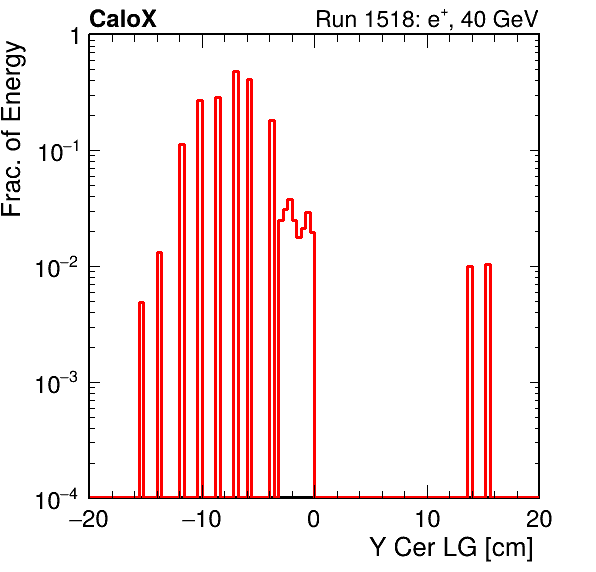 CaloX Run 1518: e⁺, 40 GeV
Frac. of Energy
1
10⁻¹
10⁻²
10⁻³
10⁻⁴
−20 −10 0 10 20
Y Cer LG [cm]